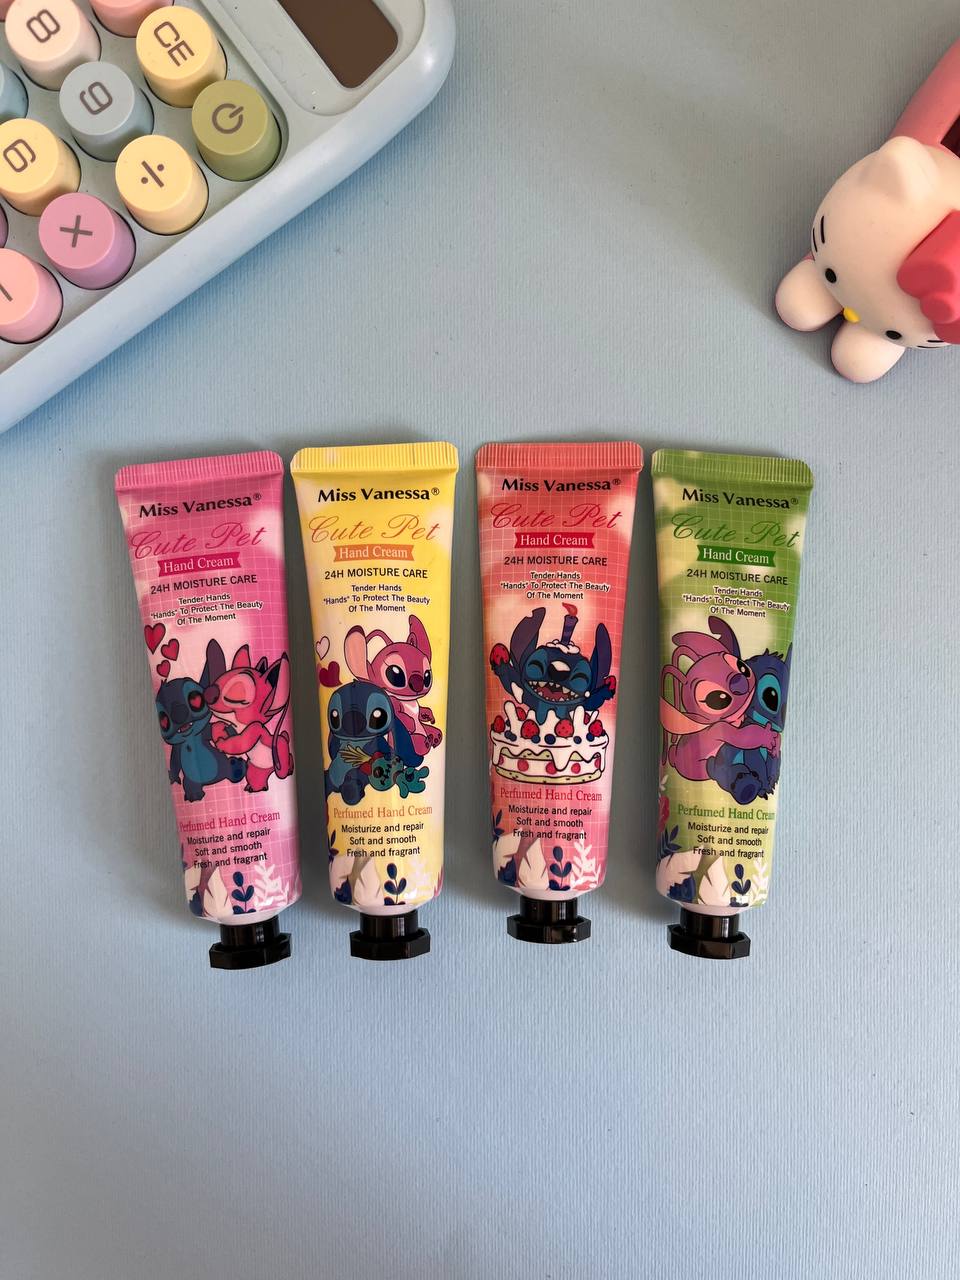 8
CE
9
6
÷
×
Miss Vanessa®
Cute Pet
Hand Cream
24H MOISTURE CARE
Tender Hands
"Hands" To Protect The Beauty
Of The Moment
Perfumed Hand Cream
Moisturize and repair
Soft and smooth
Fresh and fragrant
Miss Vanessa®
Cute Pet
Hand Cream
24H MOISTURE CARE
Tender Hands
"Hands" To Protect The Beauty
Of The Moment
Perfumed Hand Cream
Moisturize and repair
Soft and smooth
Fresh and fragrant
Miss Vanessa®
Cute Pet
Hand Cream
24H MOISTURE CARE
Tender Hands
"Hands" To Protect The Beauty
Of The Moment
Perfumed Hand Cream
Moisturize and repair
Soft and smooth
Fresh and fragrant
Miss Vanessa®
Cute Pet
Hand Cream
24H MOISTURE CARE
Tender Hands
"Hands" To Protect The Beauty
Of The Moment
Perfumed Hand Cream
Moisturize and repair
Soft and smooth
Fresh and fragrant